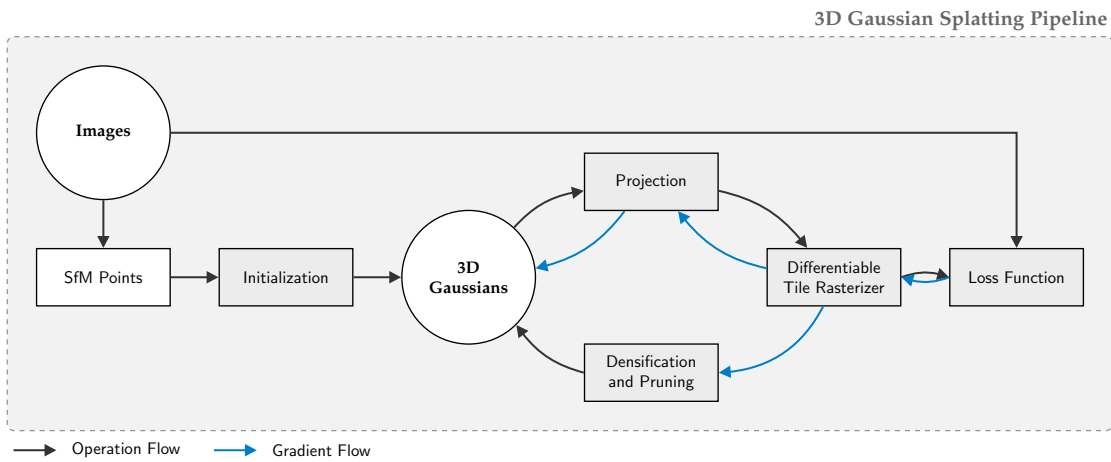 3D Gaussian Splatting Pipeline
Images
Projection
SfM Points
Initialization
3D
Gaussians
Differentiable
Tile Rasterizer
Loss Function
Densification
and Pruning
Operation Flow
Gradient Flow